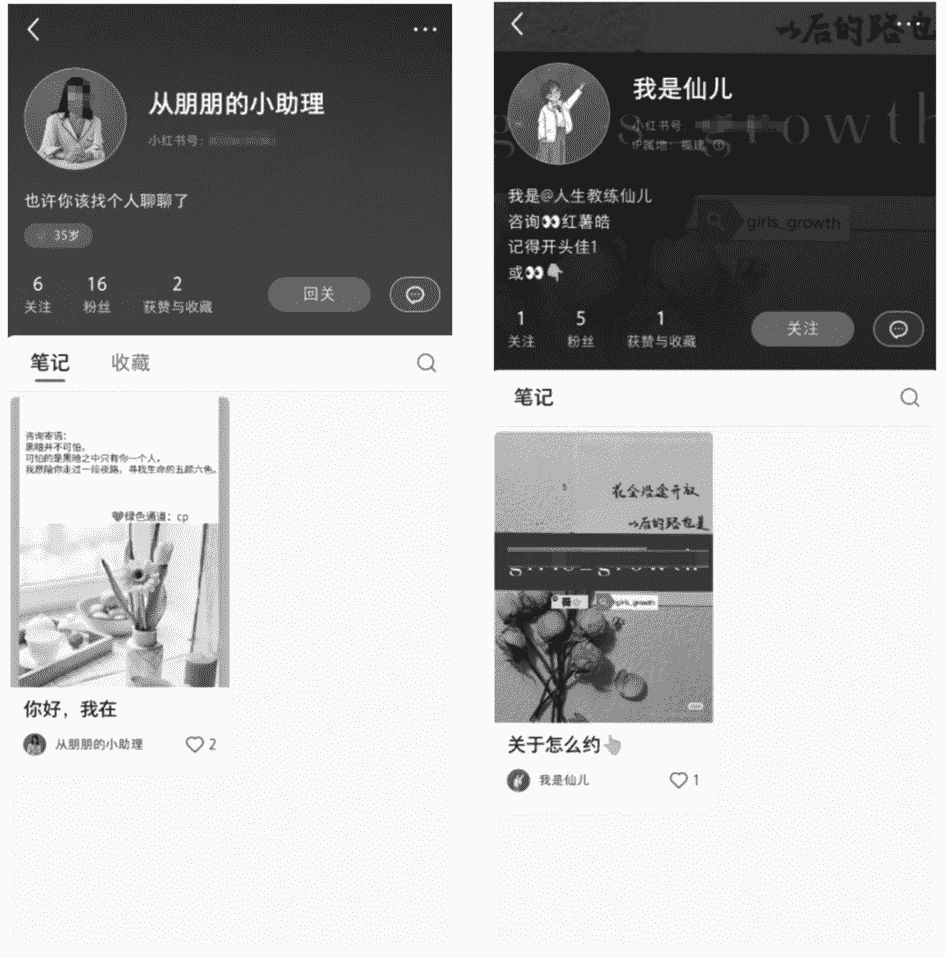 从朋朋的小助理
小红书号：
也许你该找个人聊聊了
35岁
6
16
2
关注
粉丝
获赞与收藏
回关
笔记
收藏
咨询寄语：
黑暗并不可怕，
可怕的是黑暗之中只有你一个人，
我愿陪你走过一段夜路，寻找生命的五颜六色。
绿色通道：cp
你好，我在
从朋朋的小助理
2
以后的路也
我是仙儿
小红书号：
IP属地：福建
girls_growth
我是@人生教练仙儿
咨询👀红薯皓
记得开头佳1
或👀👇
girls_growth
1
5
1
关注
粉丝
获赞与收藏
关注
笔记
花会沿途开放
以后的路也是
girls_growth
薇
girls_growth
关于怎么约👆
我是仙儿
1